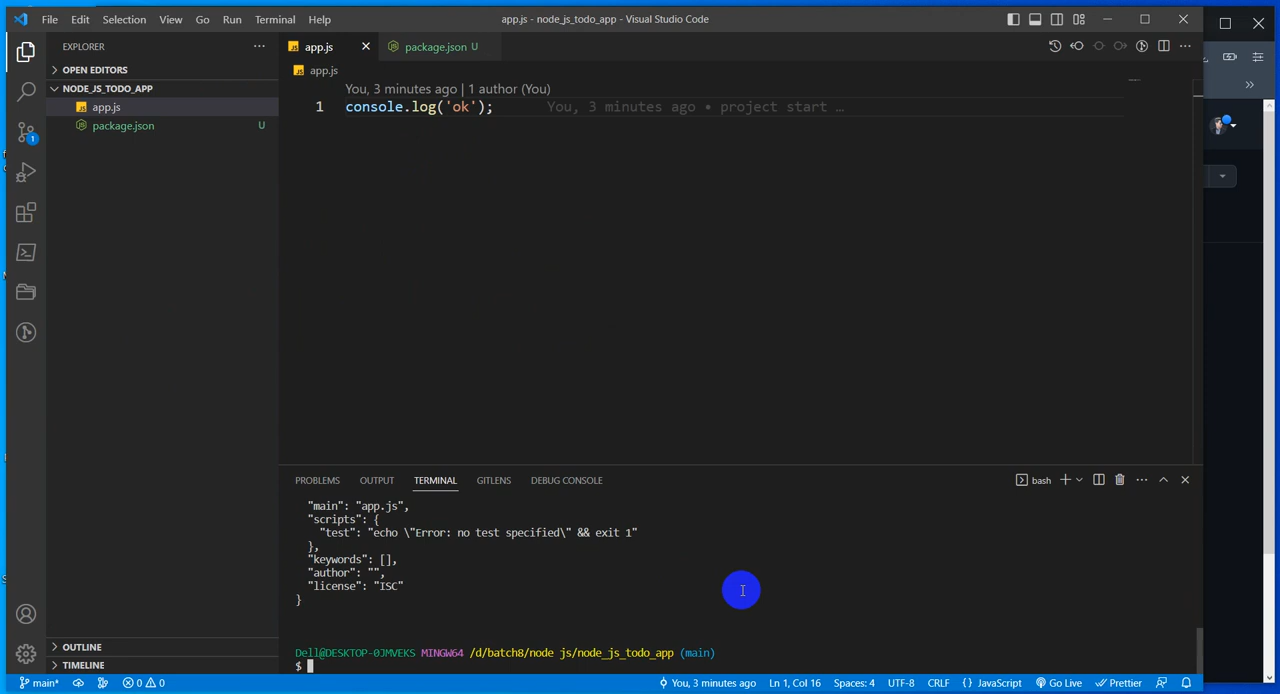 File Edit Selection View Go Run Terminal Help
app.js - node_js_todo_app - Visual Studio Code
EXPLORER
OPEN EDITORS
NODE_JS_TODO_APP
app.js
package.json U
OUTLINE
TIMELINE
app.js
package.json U
app.js
You, 3 minutes ago | 1 author (You)
1 console.log('ok'); You, 3 minutes ago • project start …
PROBLEMS OUTPUT TERMINAL GITLENS DEBUG CONSOLE
bash
"main": "app.js",
"scripts": {
"test": "echo \"Error: no test specified\" && exit 1"
},
"keywords": [],
"author": "",
"license": "ISC"
}
Dell@DESKTOP-0JMVEKS MINGW64 /d/batch8/node js/node_js_todo_app (main)
$
1
main* 0 0 You, 3 minutes ago Ln 1, Col 16 Spaces: 4 UTF-8 CRLF {} JavaScript Go Live Prettier